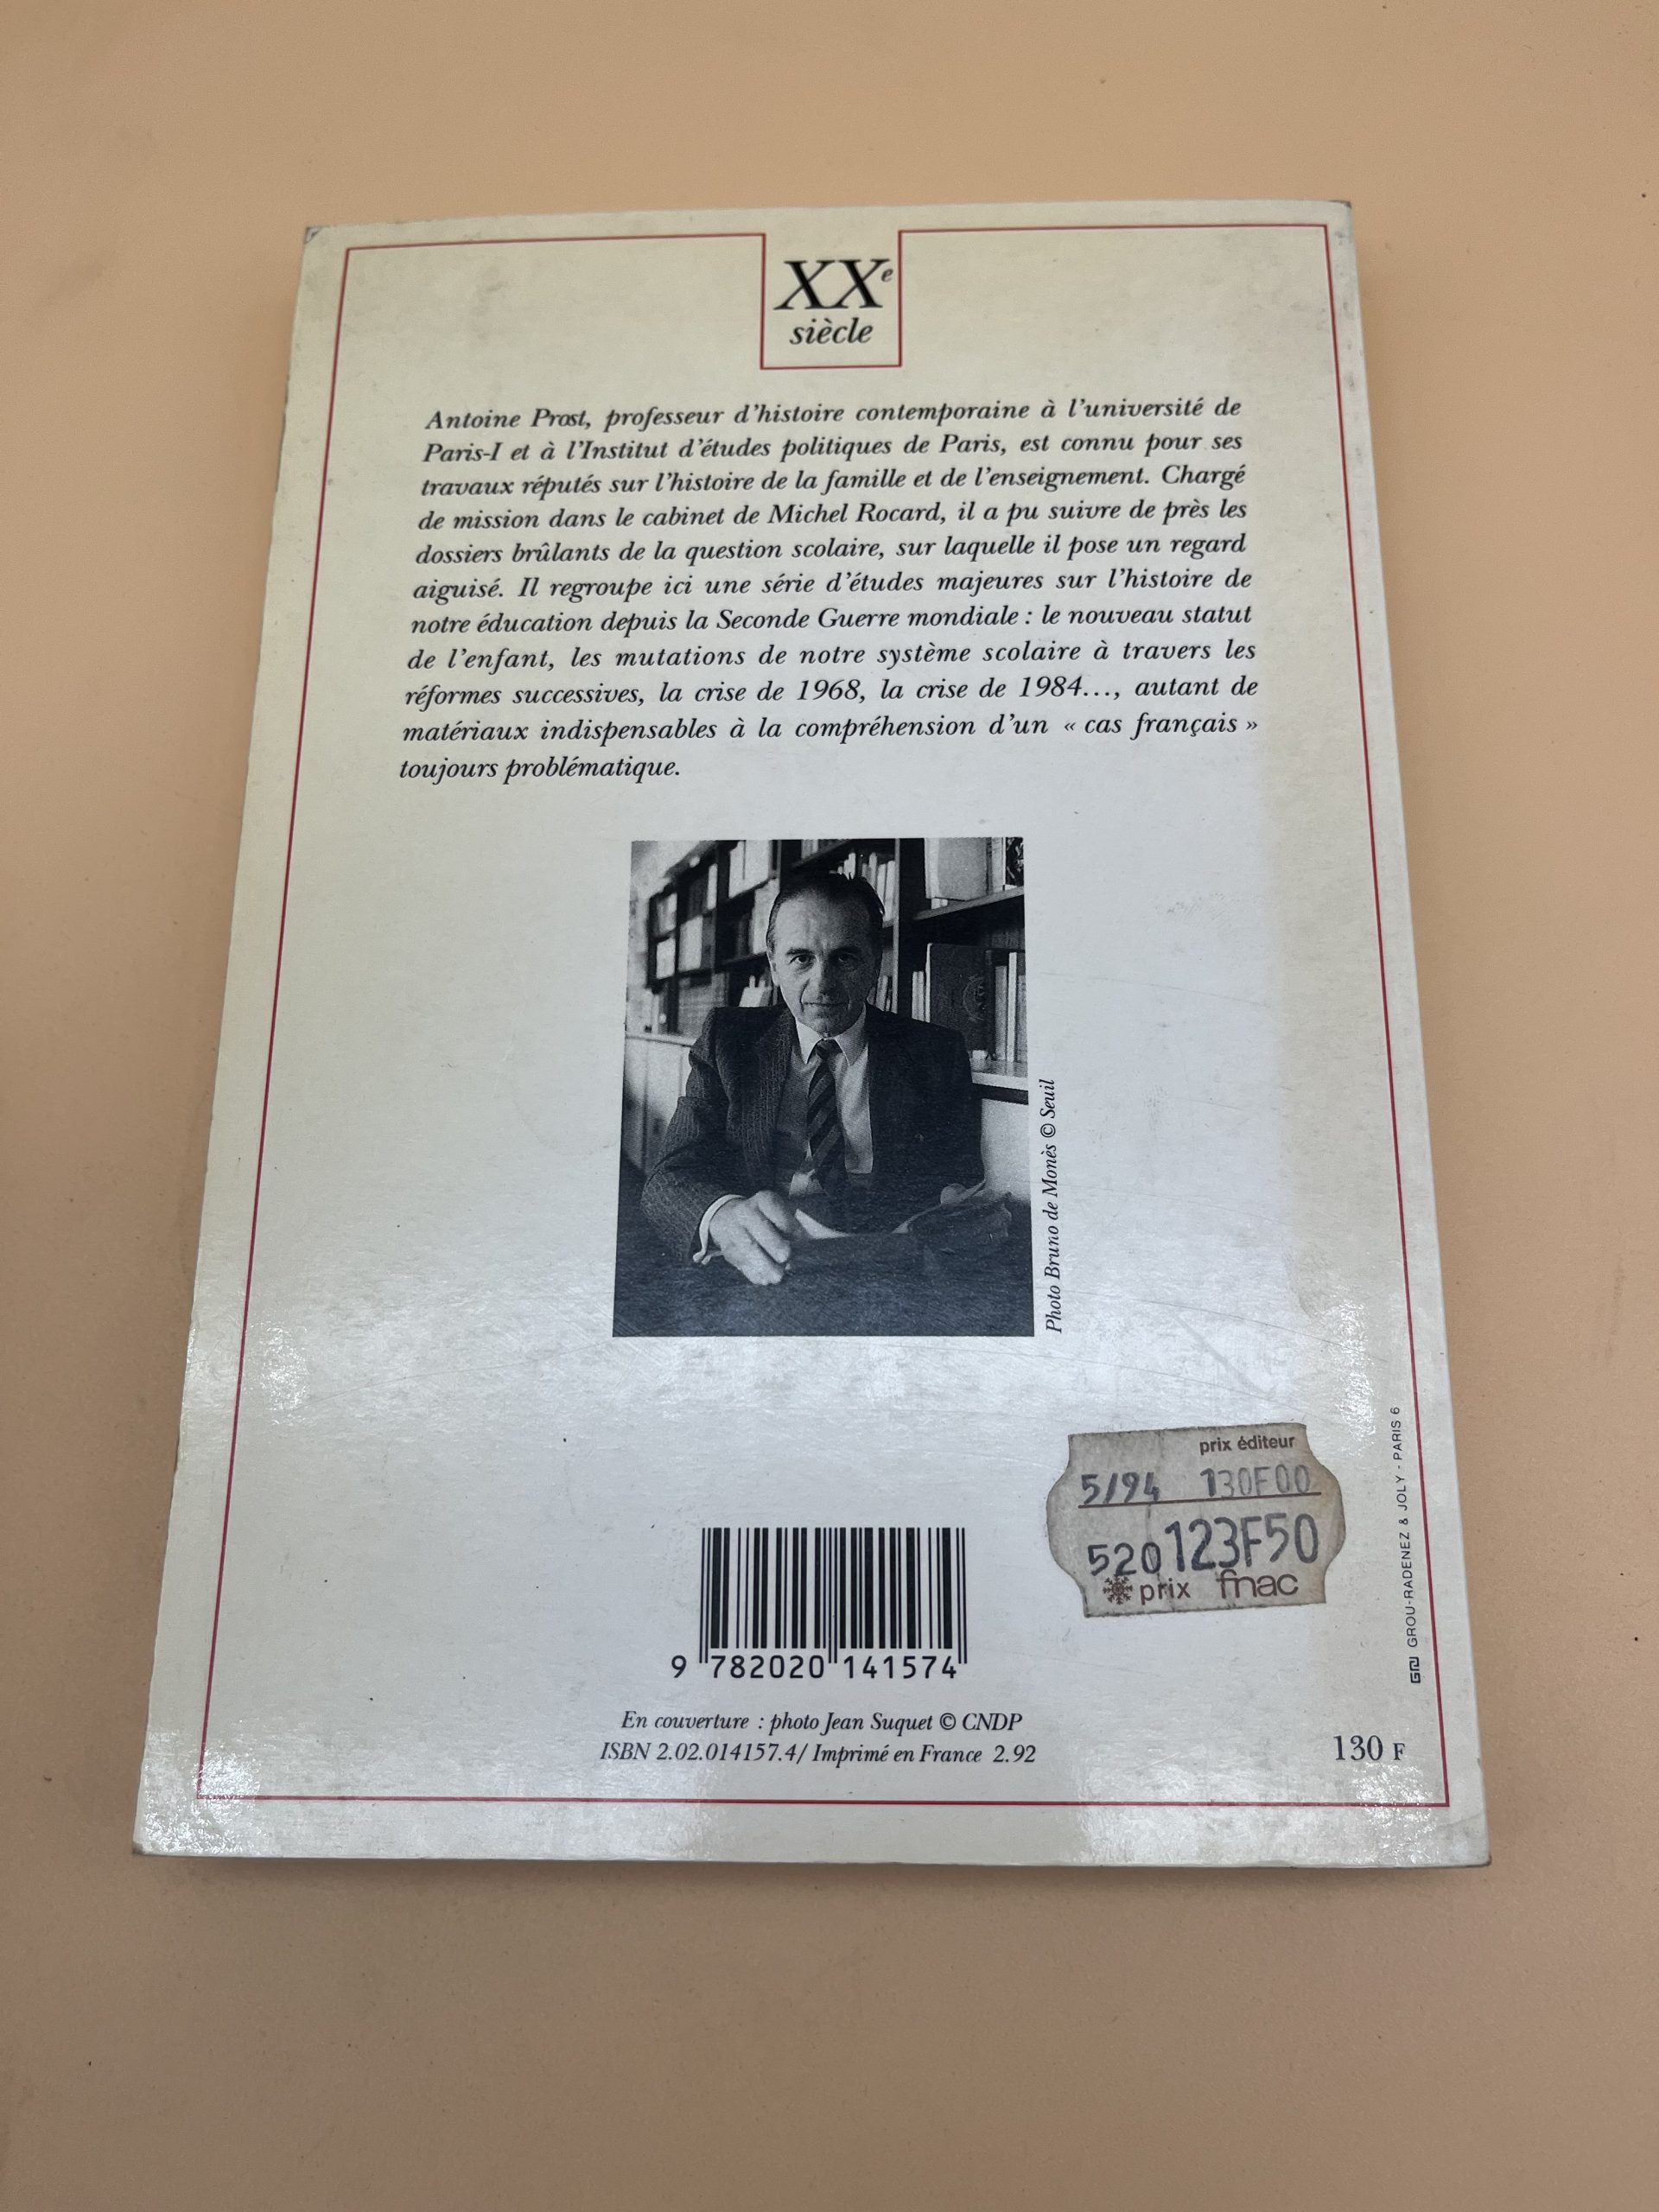 XXe
siècle
Antoine Prost, professeur d'histoire contemporaine à l'université de
Paris-I et à l'Institut d'études politiques de Paris, est connu pour ses
travaux réputés sur l'histoire de la famille et de l'enseignement. Chargé
de mission dans le cabinet de Michel Rocard, il a pu suivre de près les
dossiers brûlants de la question scolaire, sur laquelle il pose un regard
aiguisé. Il regroupe ici une série d'études majeures sur l'histoire de
notre éducation depuis la Seconde Guerre mondiale : le nouveau statut
de l'enfant, les mutations de notre système scolaire à travers les
réformes successives, la crise de 1968, la crise de 1984…, autant de
matériaux indispensables à la compréhension d'un « cas français »
toujours problématique.
Photo Bruno de Monès © Seuil
prix éditeur
5/94 130F00
520 123F50
prix fnac
GROU-RADENEZ & JOLY - PARIS 6
9 782020 141574
En couverture : photo Jean Suquet © CNDP
ISBN 2.02.014157.4/ Imprimé en France 2.92
130 F